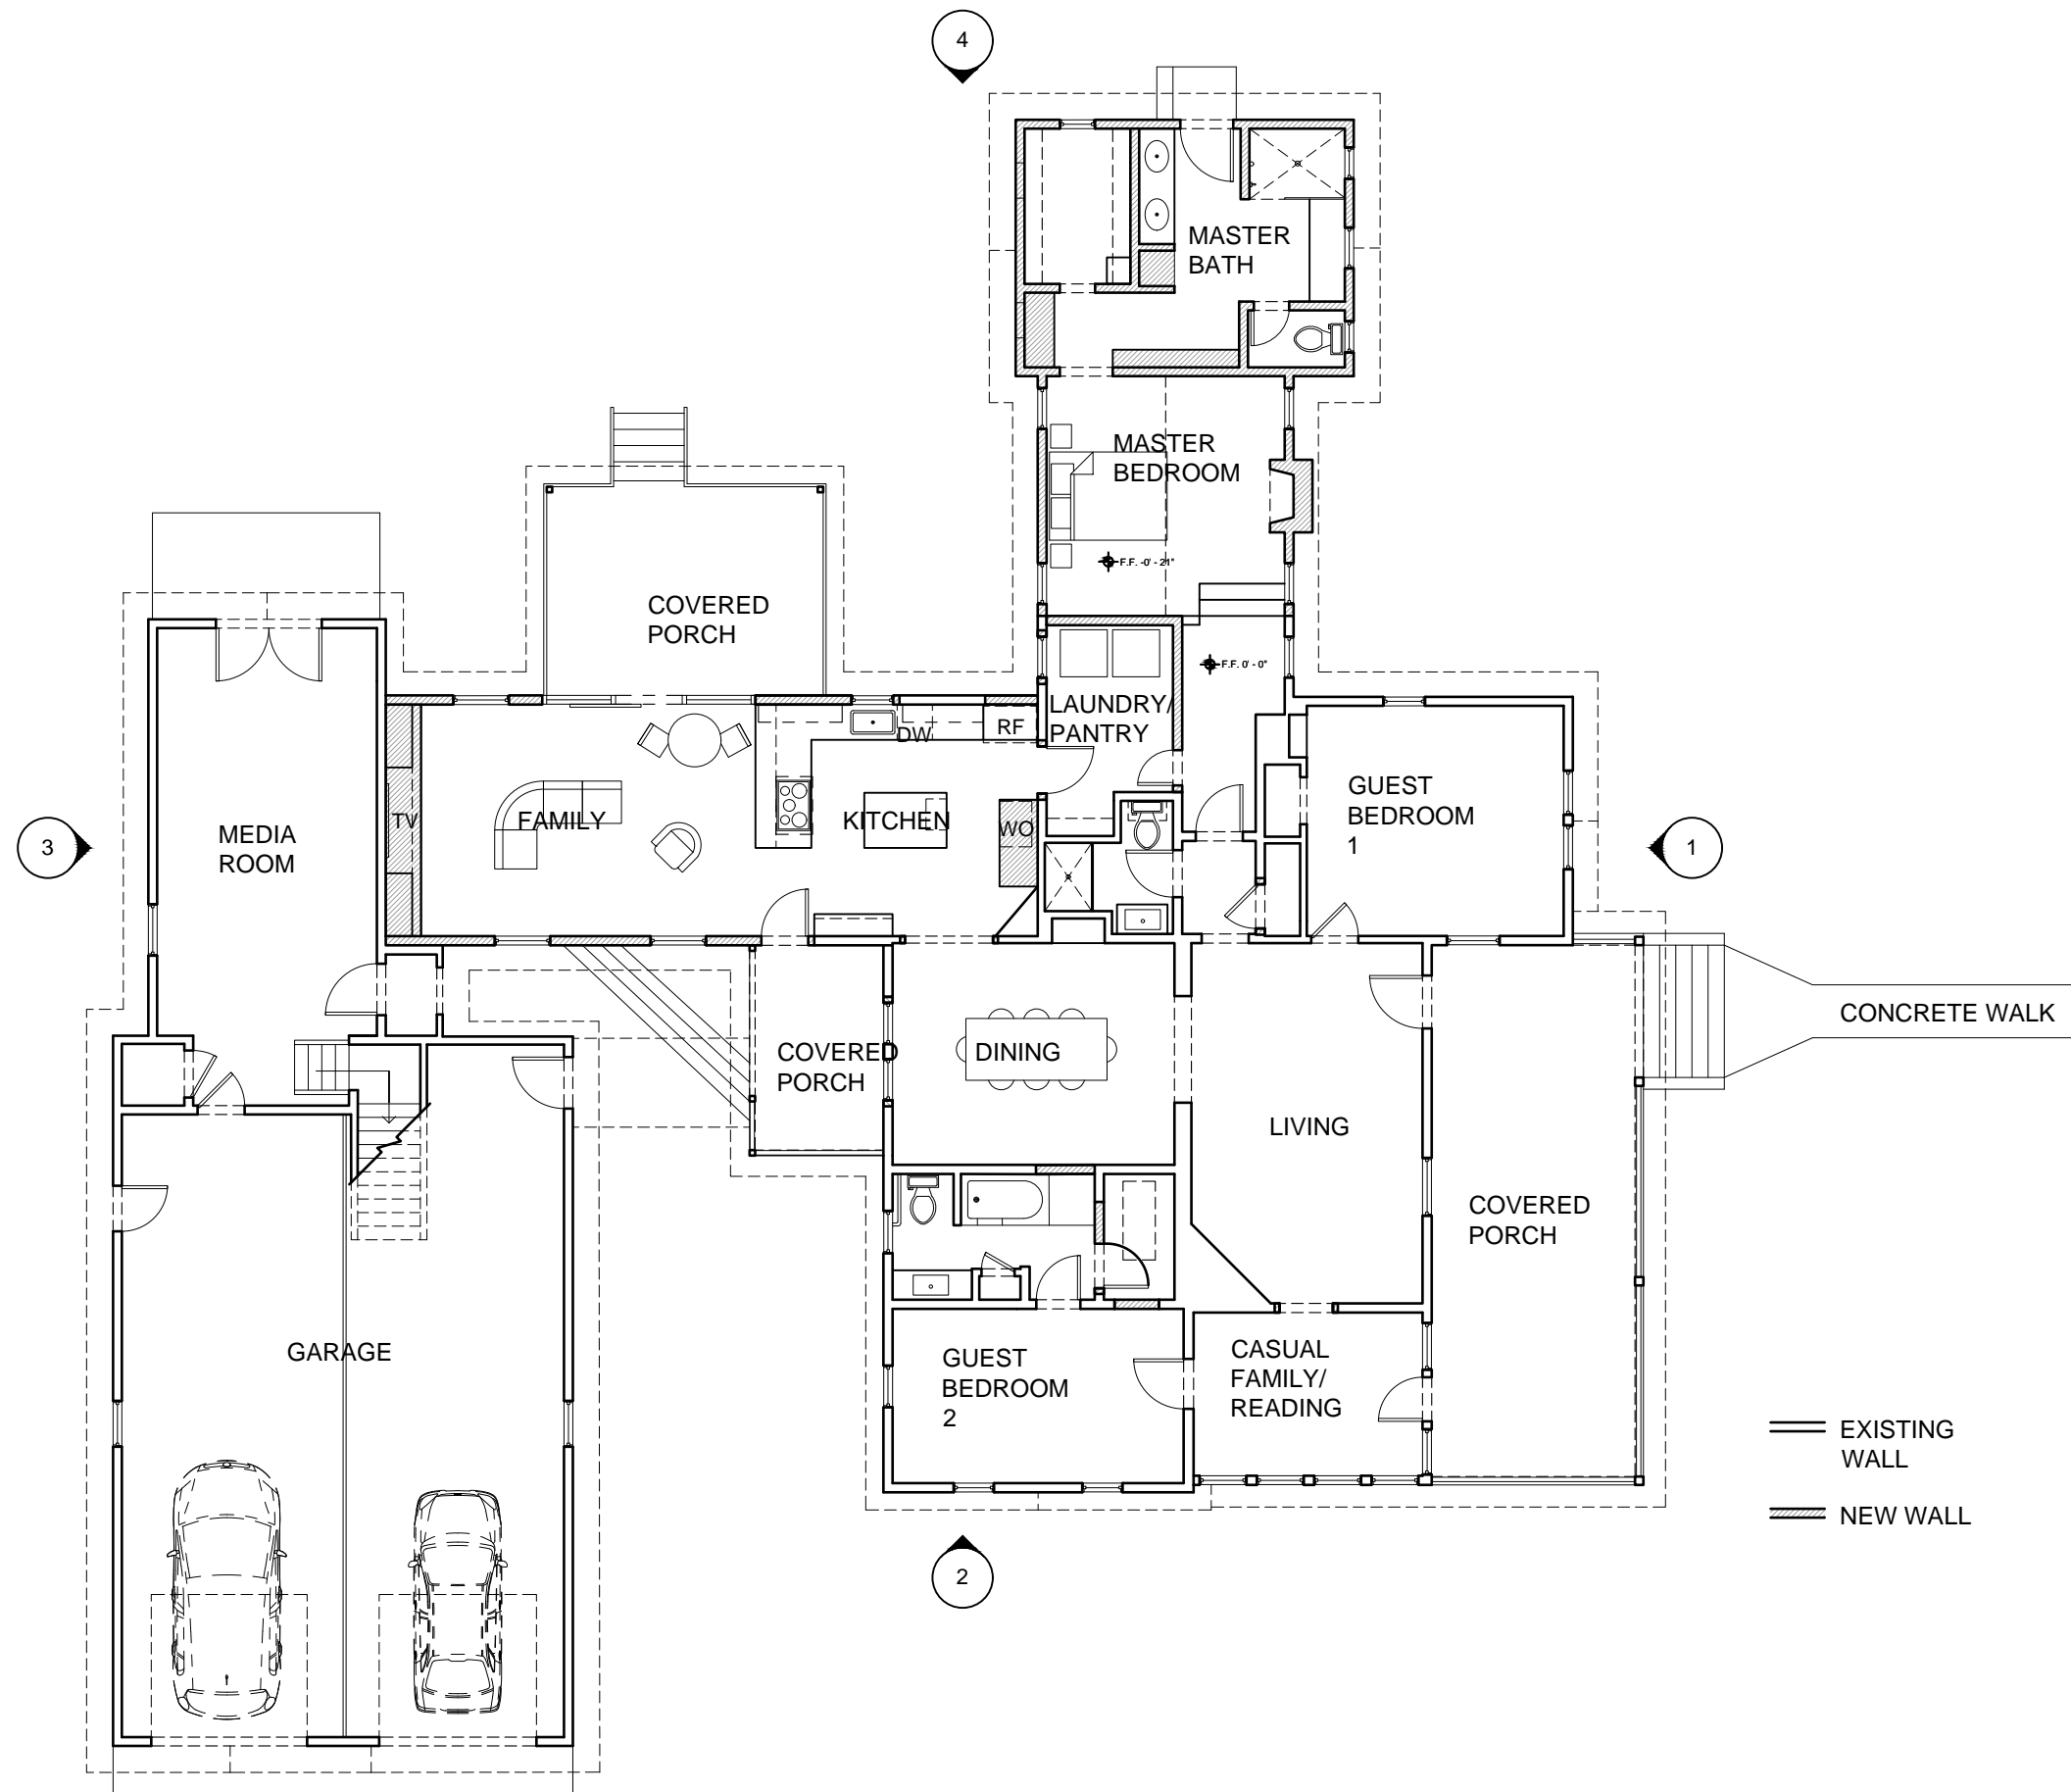 4
MASTER
BATH
MASTER
BEDROOM
F.F. -0' - 21"
COVERED
PORCH
F.F. 0' - 0"
LAUNDRY/
PANTRY
DW
RF
GUEST
BEDROOM
1
TV
FAMILY
KITCHEN
WO
MEDIA
ROOM
3
1
CONCRETE WALK
COVERED
PORCH
DINING
LIVING
COVERED
PORCH
GARAGE
GUEST
BEDROOM
2
CASUAL
FAMILY/
READING
EXISTING
WALL
NEW WALL
2